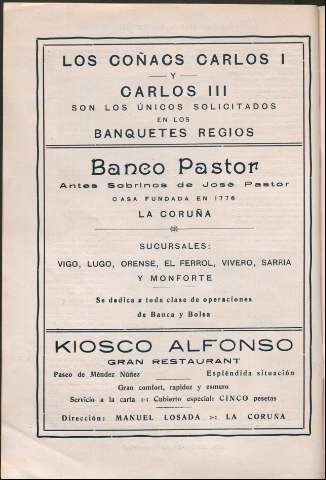 LOS COÑACS CARLOS I
— Y —
CARLOS III
SON LOS ÚNICOS SOLICITADOS
EN LOS
BANQUETES REGIOS
Banco Pastor
Antes Sobrinos de José Pastor
CASA FUNDADA EN 1776
LA CORUÑA
SUCURSALES:
VIGO, LUGO, ORENSE, EL FERROL, VIVERO, SARRIA
Y MONFORTE
Se dedica a toda clase de operaciones
de Banca y Bolsa
KIOSCO ALFONSO
GRAN RESTAURANT
Paseo de Méndez Núñez Espléndida situación
Gran comfort, rapidez y esmero
Servicio a la carta :-: Cubierto especial: CINCO pesetas
Dirección: MANUEL LOSADA :-: LA CORUÑA